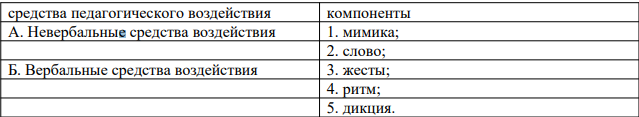 средства педагогического воздействия компоненты
А. Невербальные средства воздействия 1. мимика;
2. слово;
Б. Вербальные средства воздействия 3. жесты;
4. ритм;
5. дикция.